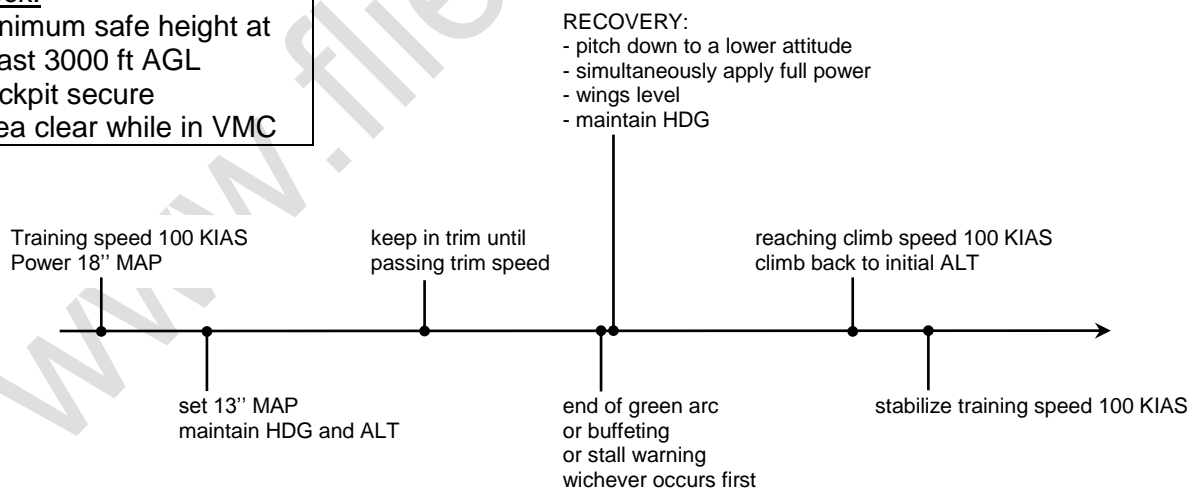 nimum safe height at
ast 3000 ft AGL
ckpit secure
ea clear while in VMC
RECOVERY:
- pitch down to a lower attitude
- simultaneously apply full power
- wings level
- maintain HDG
Training speed 100 KIAS
Power 18’’ MAP
keep in trim until
passing trim speed
reaching climb speed 100 KIAS
climb back to initial ALT
set 13’’ MAP
maintain HDG and ALT
end of green arc
or buffeting
or stall warning
wichever occurs first
stabilize training speed 100 KIAS
www.flie